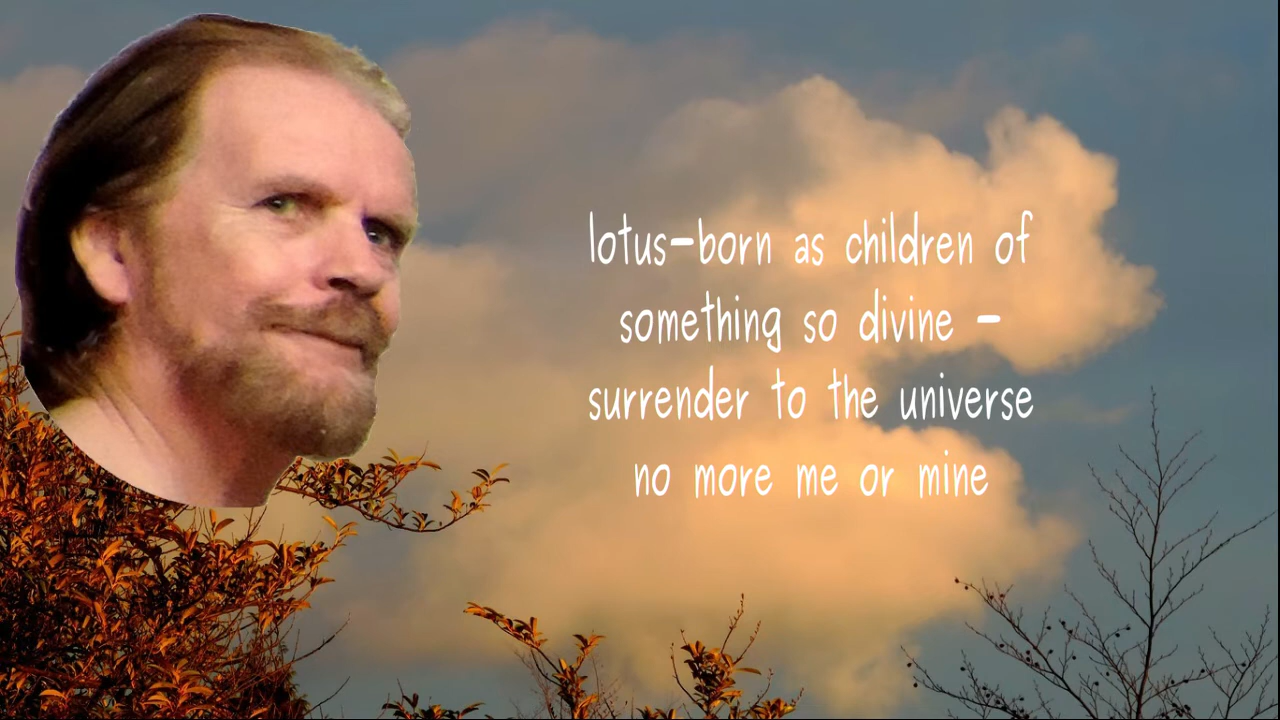 lotus-born as children of
something so divine -
surrender to the universe
no more me or mine